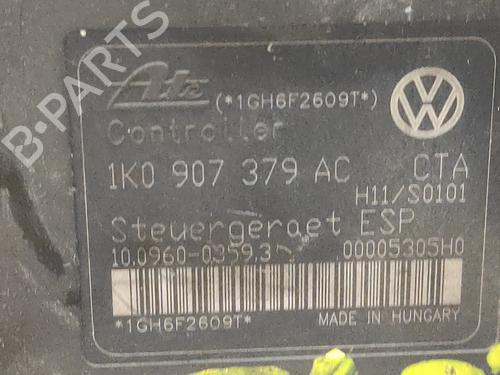 B-PARTS
Ate (*1GH6F2609T*)
Controller
1K0 907 379 AC CTA
H11/S0101
Steuergeraet ESP
10.0960-0359.3 00005305H0
*1GH6F2609T* MADE IN HUNGARY